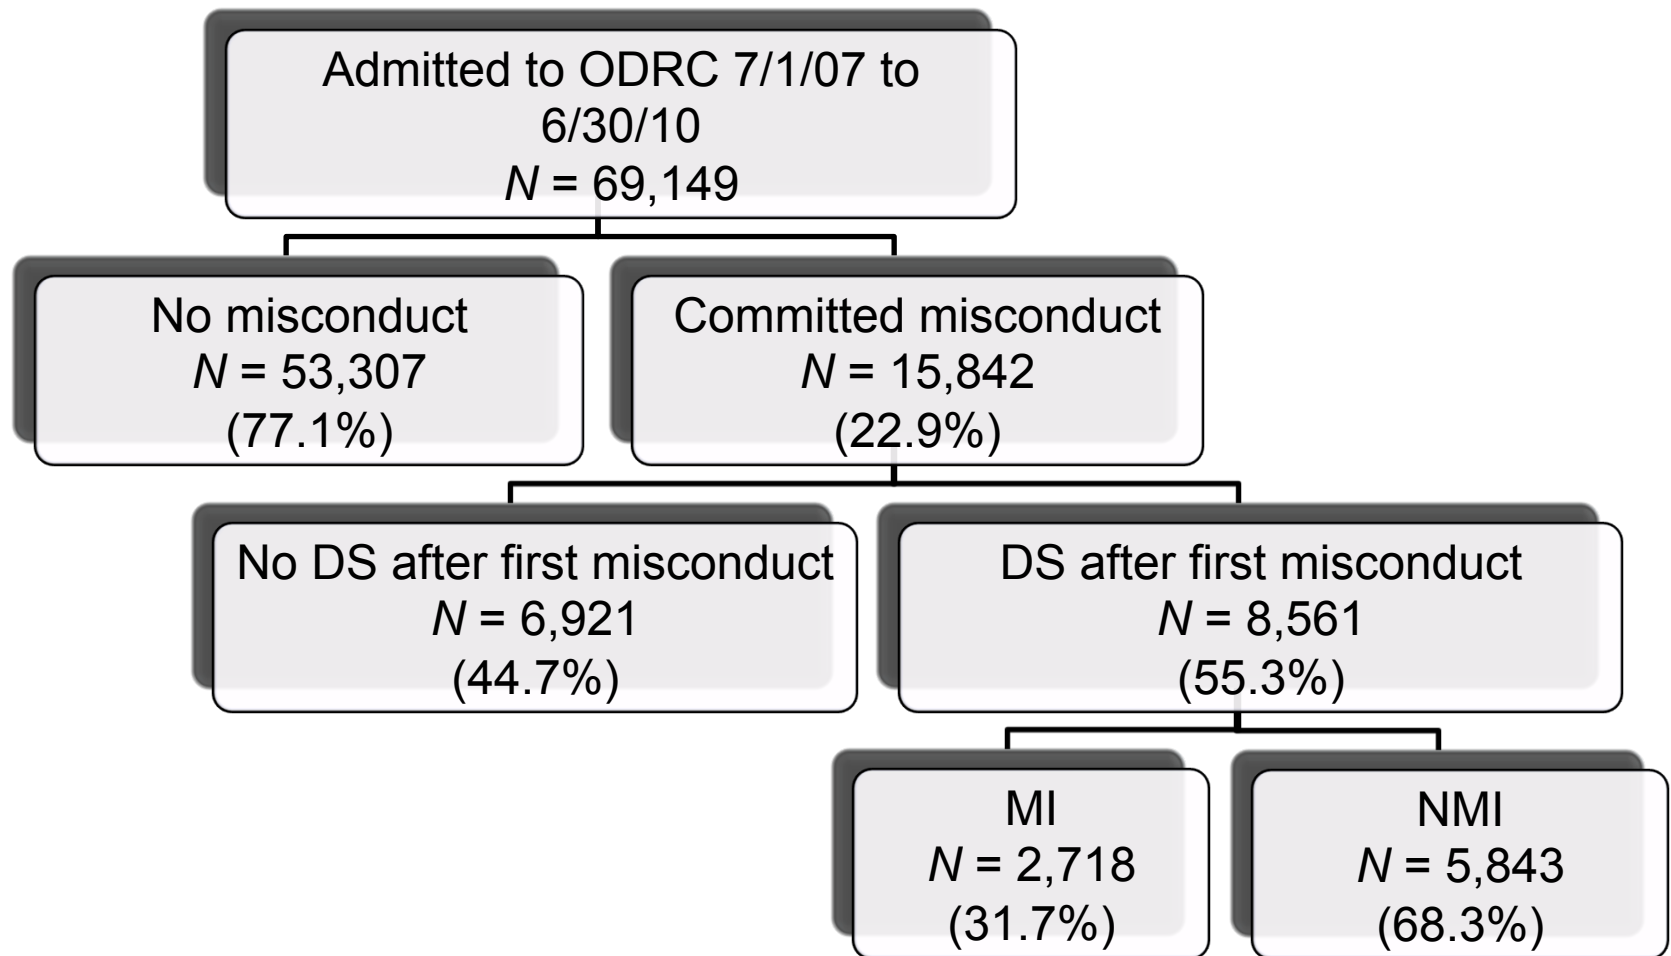 Admitted to ODRC 7/1/07 to
6/30/10
N = 69,149
No misconduct
N = 53,307
(77.1%)
Committed misconduct
N = 15,842
(22.9%)
No DS after first misconduct
N = 6,921
(44.7%)
DS after first misconduct
N = 8,561
(55.3%)
MI
N = 2,718
(31.7%)
NMI
N = 5,843
(68.3%)